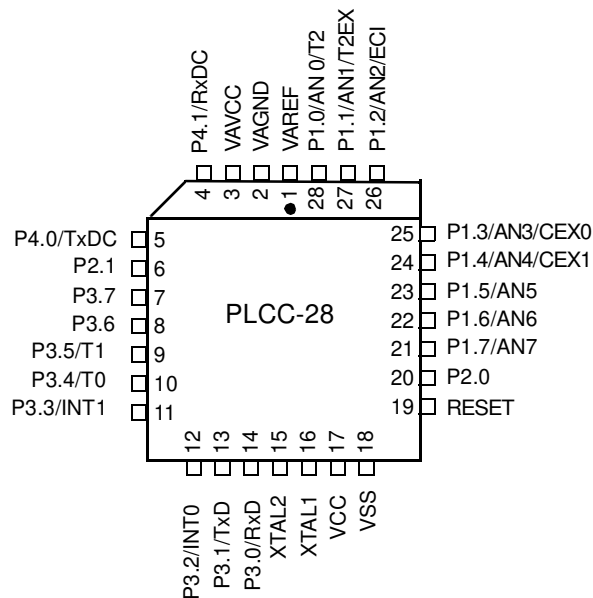 P4.1/RxDC
VAVCC
VAGND
VAREF
P1.0/AN 0/T2
P1.1/AN1/T2EX
P1.2/AN2/ECI
4
3
2
1
28
27
26
P4.0/TxDC 5
P2.1 6
P3.7 7
P3.6 8
P3.5/T1 9
P3.4/T0 10
P3.3/INT1 11
PLCC-28
25 P1.3/AN3/CEX0
24 P1.4/AN4/CEX1
23 P1.5/AN5
22 P1.6/AN6
21 P1.7/AN7
20 P2.0
19 RESET
12
13
14
15
16
17
18
P3.2/INT0
P3.1/TxD
P3.0/RxD
XTAL2
XTAL1
VCC
VSS